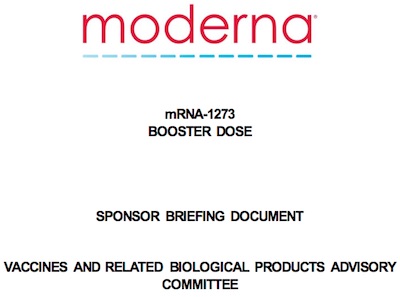 moderna
mRNA-1273
BOOSTER DOSE
SPONSOR BRIEFING DOCUMENT
VACCINES AND RELATED BIOLOGICAL PRODUCTS ADVISORY
COMMITTEE